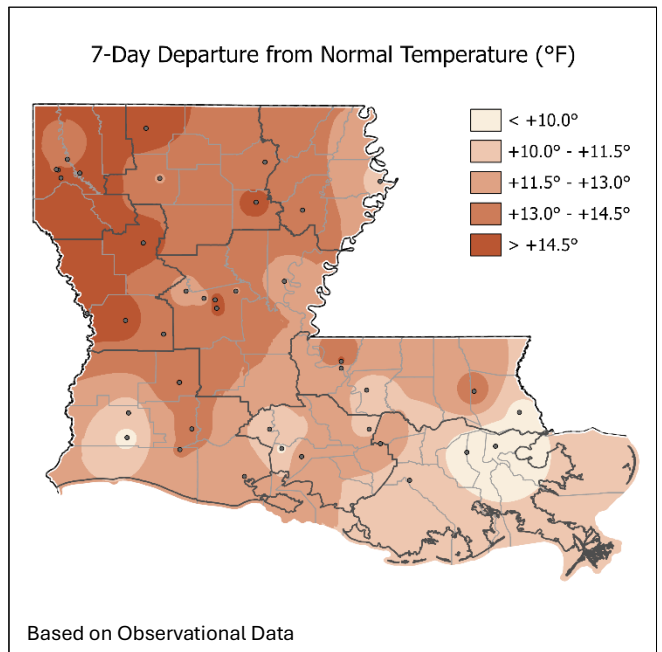 7-Day Departure from Normal Temperature (°F)
< +10.0°
+10.0° - +11.5°
+11.5° - +13.0°
+13.0° - +14.5°
> +14.5°
Based on Observational Data